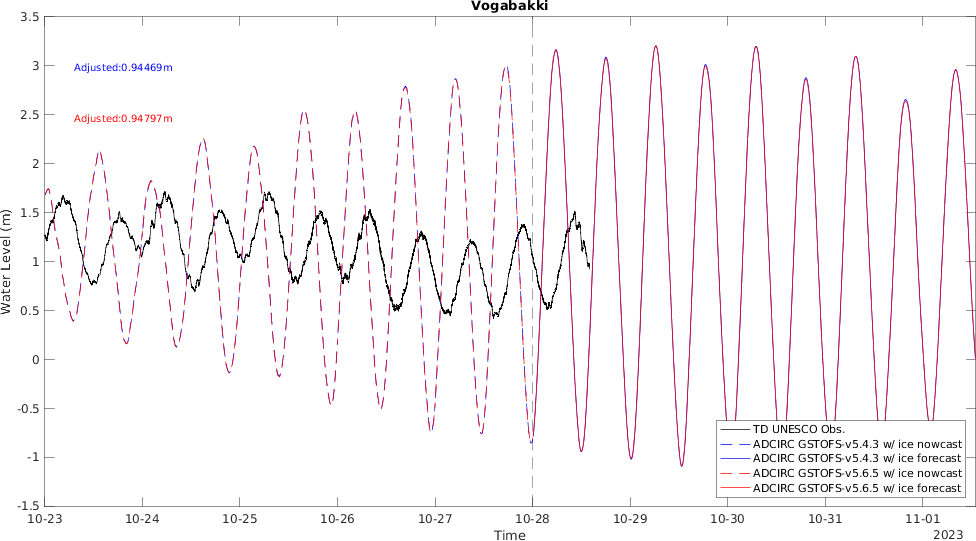 Vogabakki
3.5
3
2.5
2
1.5
1
0.5
0
-0.5
-1
-1.5
Water Level (m)
Adjusted:0.94469m
Adjusted:0.94797m
TD UNESCO Obs.
ADCIRC GSTOFS-v5.4.3 w/ ice nowcast
ADCIRC GSTOFS-v5.4.3 w/ ice forecast
ADCIRC GSTOFS-v5.6.5 w/ ice nowcast
ADCIRC GSTOFS-v5.6.5 w/ ice forecast
10-23 10-24 10-25 10-26 10-27 10-28 10-29 10-30 10-31 11-01
Time
2023